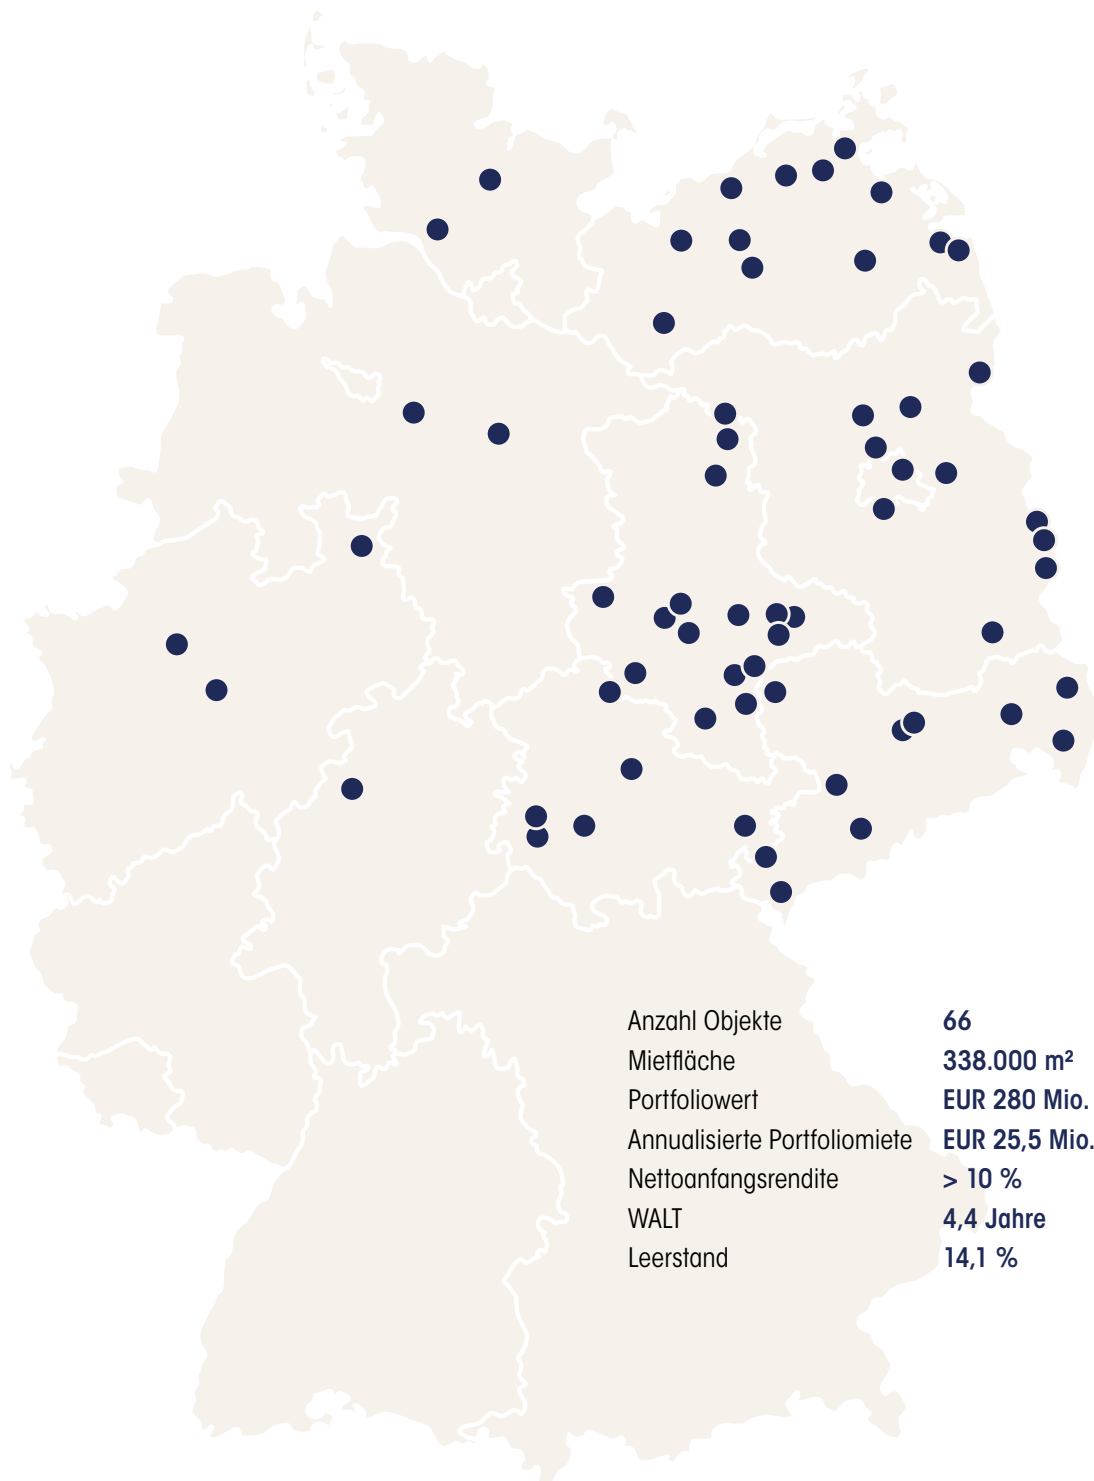 Anzahl Objekte 66
Mietfläche 338.000 m²
Portfoliowert EUR 280 Mio.
Annualisierte Portfoliomiete EUR 25,5 Mio.
Nettoanfangsrendite > 10 %
WALT 4,4 Jahre
Leerstand 14,1 %